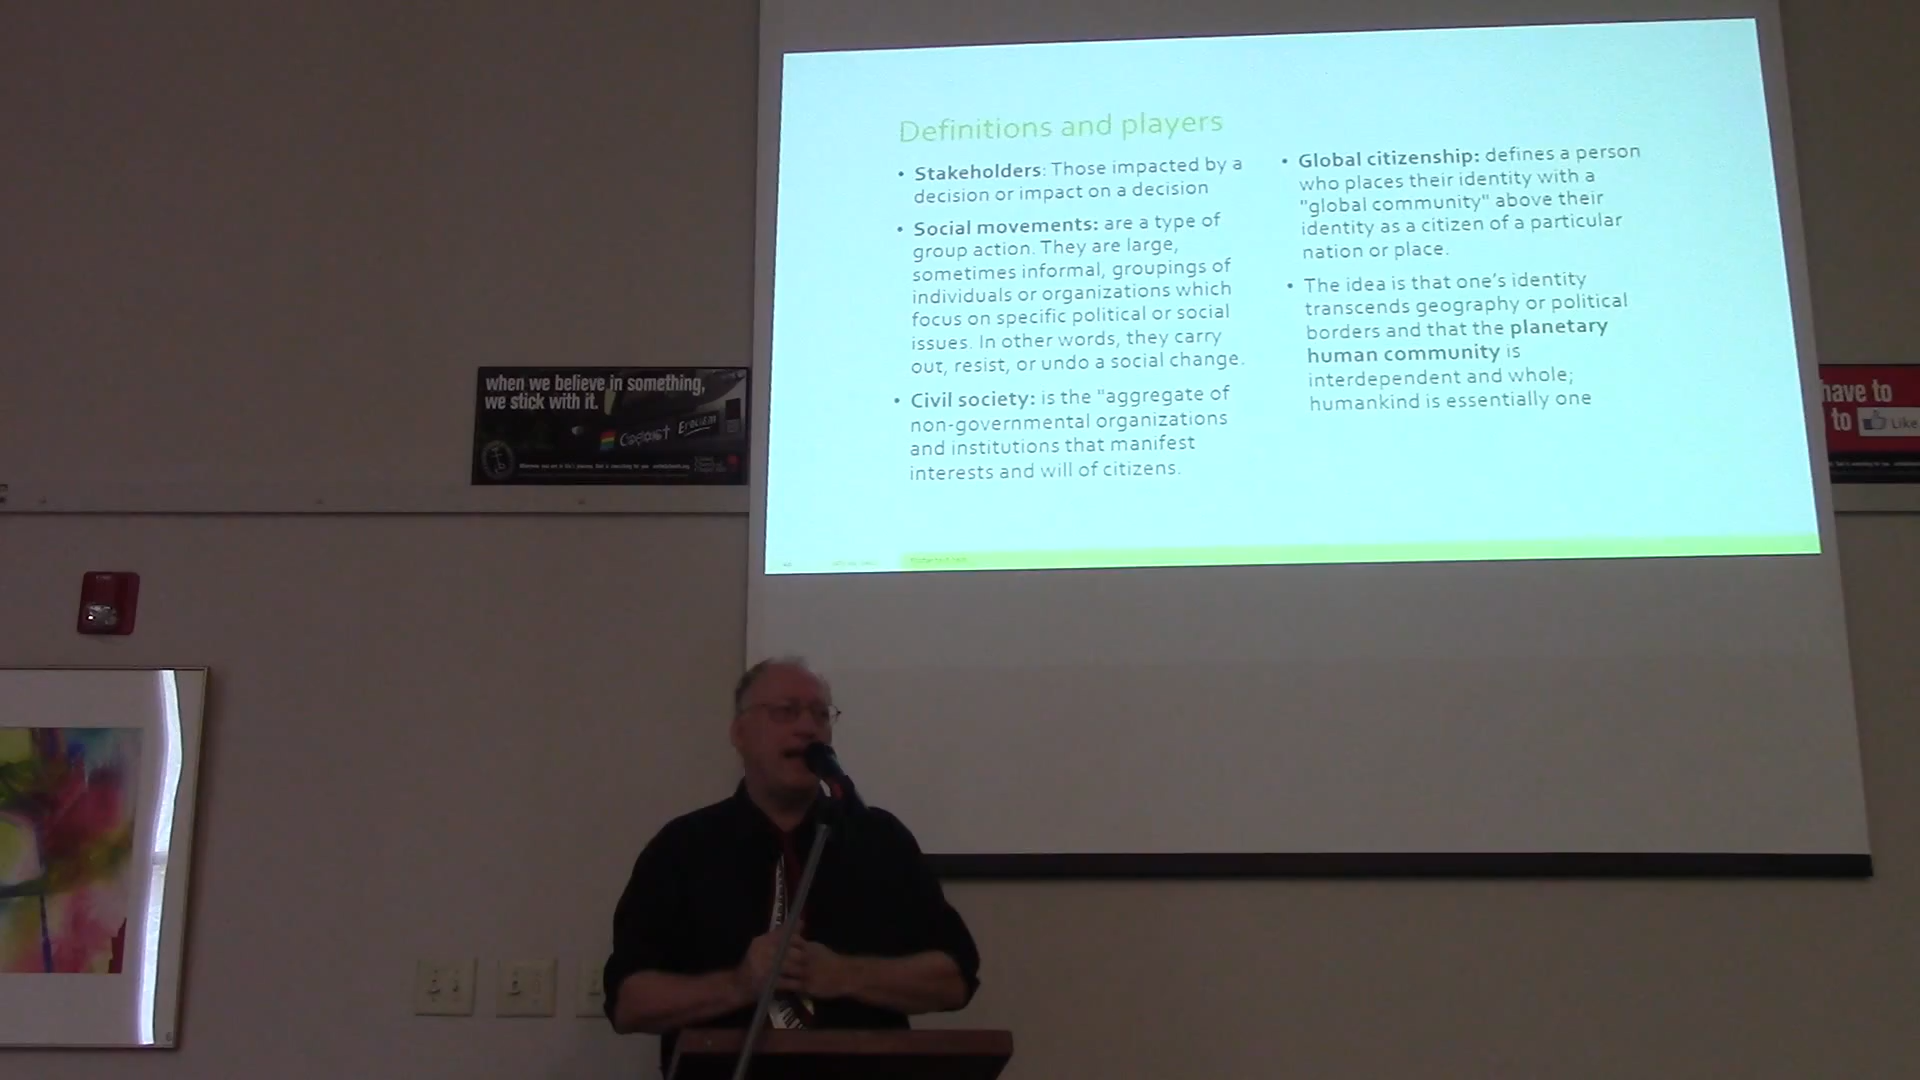 Definitions and players
• Stakeholders: Those impacted by a
decision or impact on a decision
• Social movements: are a type of
group action. They are large,
sometimes informal, groupings of
individuals or organizations which
focus on specific political or social
issues. In other words, they carry
out, resist, or undo a social change.
• Civil society: is the "aggregate of
non-governmental organizations
and institutions that manifest
interests and will of citizens.
• Global citizenship: defines a person
who places their identity with a
"global community" above their
identity as a citizen of a particular
nation or place.
• The idea is that one's identity
transcends geography or political
borders and that the planetary
human community is
interdependent and whole;
humankind is essentially one
when we believe in something,
we stick with it.
have to
to Like